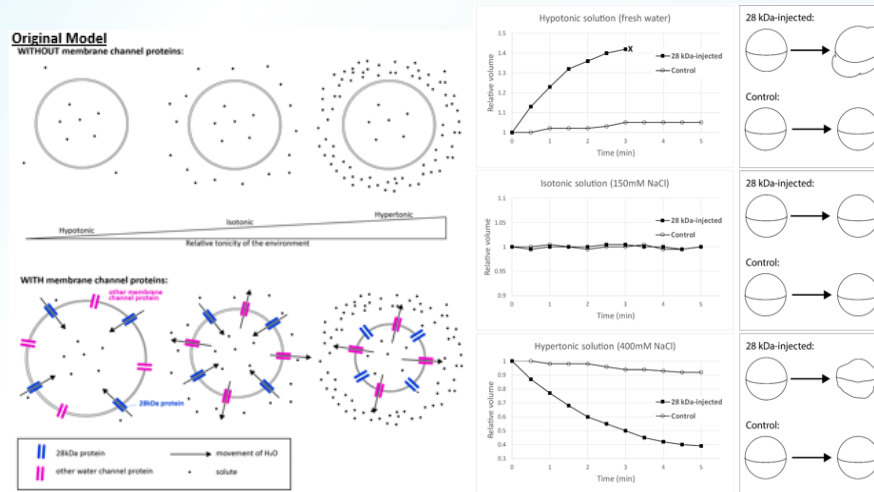 Original Model
WITHOUT membrane channel proteins:
Hypotonic
Isotonic
Hypertonic
Relative tonicity of the environment
WITH membrane channel proteins:
other membrane
channel protein
28kDa protein
28kDa protein
other water channel protein
movement of H₂O
solute
Hypotonic solution (fresh water)
1.5
1.4
1.3
1.2
1.1
1
0.9
X
28 kDa-injected
Control
Relative volume
0 1 2 3 4 5
Time (min)
28 kDa-injected:
Control:
Isotonic solution (150mM NaCl)
1.1
1.05
1
0.95
0.9
28 kDa-injected
Control
Relative volume
0 1 2 3 4 5
Time (min)
28 kDa-injected:
Control:
Hypertonic solution (400mM NaCl)
1
0.9
0.8
0.7
0.6
0.5
0.4
0.3
28 kDa-injected
Control
Relative volume
0 1 2 3 4 5
Time (min)
28 kDa-injected:
Control: